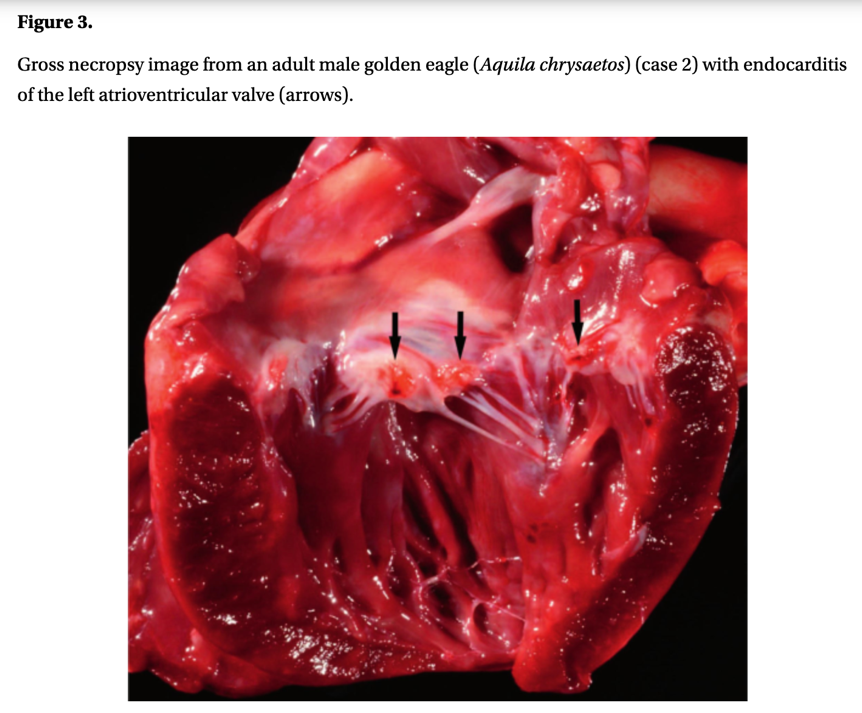 Figure 3.
Gross necropsy image from an adult male golden eagle (Aquila chrysaetos) (case 2) with endocarditis
of the left atrioventricular valve (arrows).